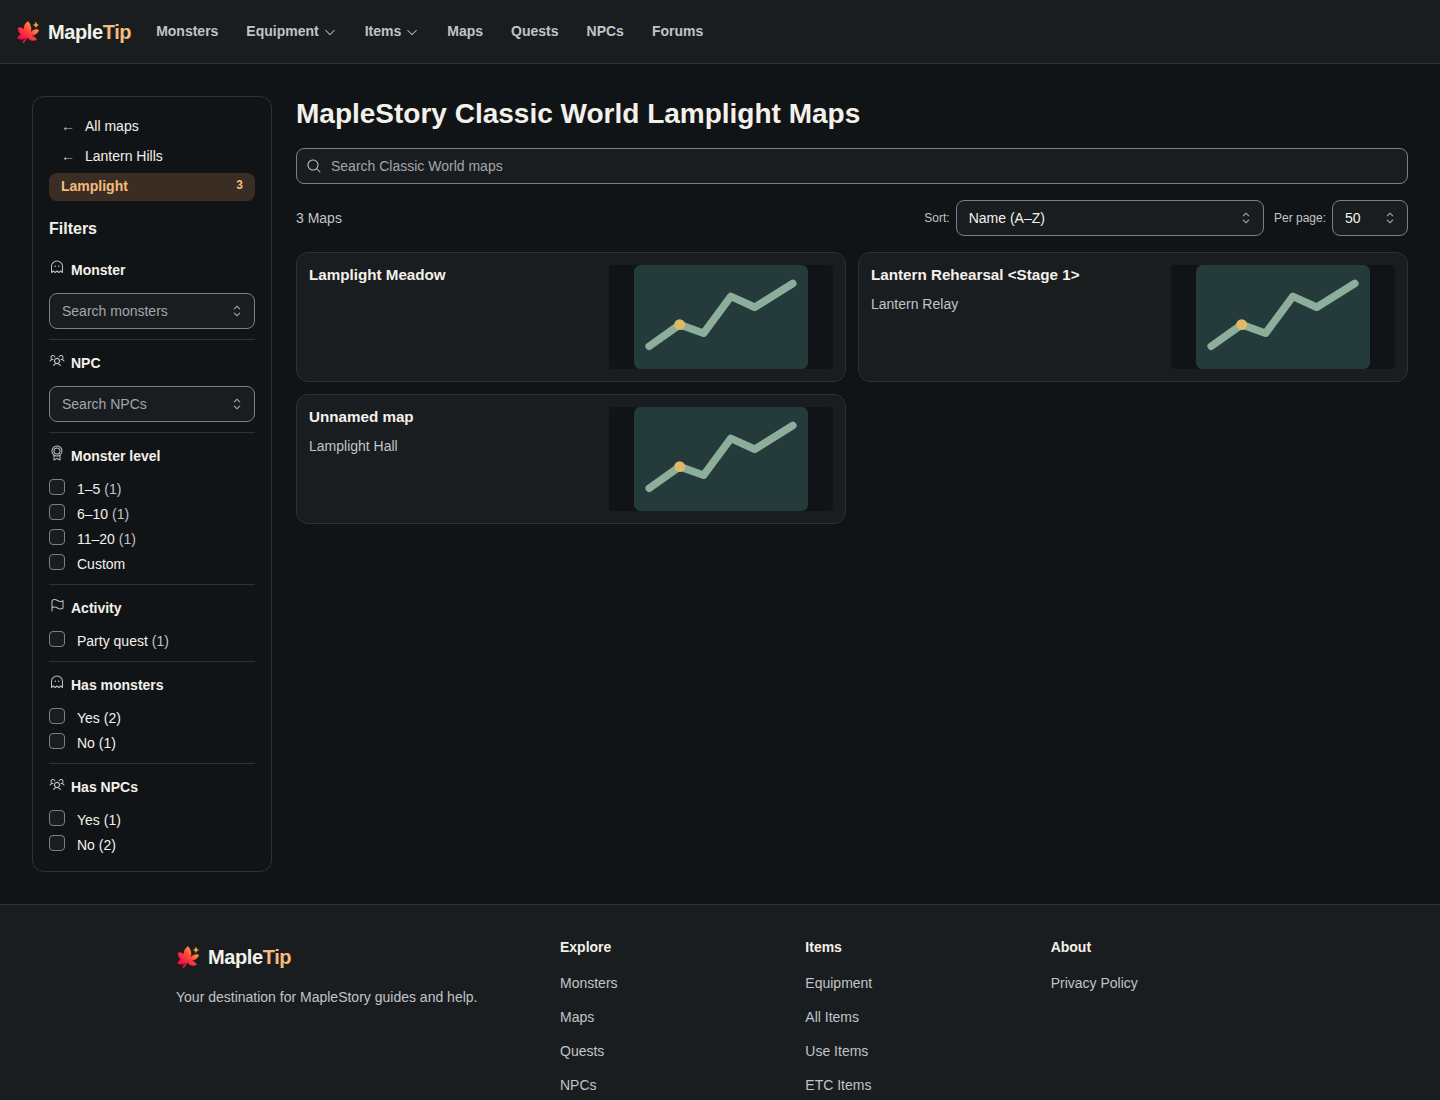 MapleTip
Monsters
Equipment
Items
Maps
Quests
NPCs
Forums
← All maps
← Lantern Hills
Lamplight 3
Filters
Monster
Search monsters
NPC
Search NPCs
Monster level
1–5 (1)
6–10 (1)
11–20 (1)
Custom
Activity
Party quest (1)
Has monsters
Yes (2)
No (1)
Has NPCs
Yes (1)
No (2)
MapleStory Classic World Lamplight Maps
Search Classic World maps
3 Maps
Sort: Name (A–Z)
Per page: 50
Lamplight Meadow
Lantern Rehearsal <Stage 1>
Lantern Relay
Unnamed map
Lamplight Hall
MapleTip
Your destination for MapleStory guides and help.
Explore
Monsters
Maps
Quests
NPCs
Items
Equipment
All Items
Use Items
ETC Items
About
Privacy Policy